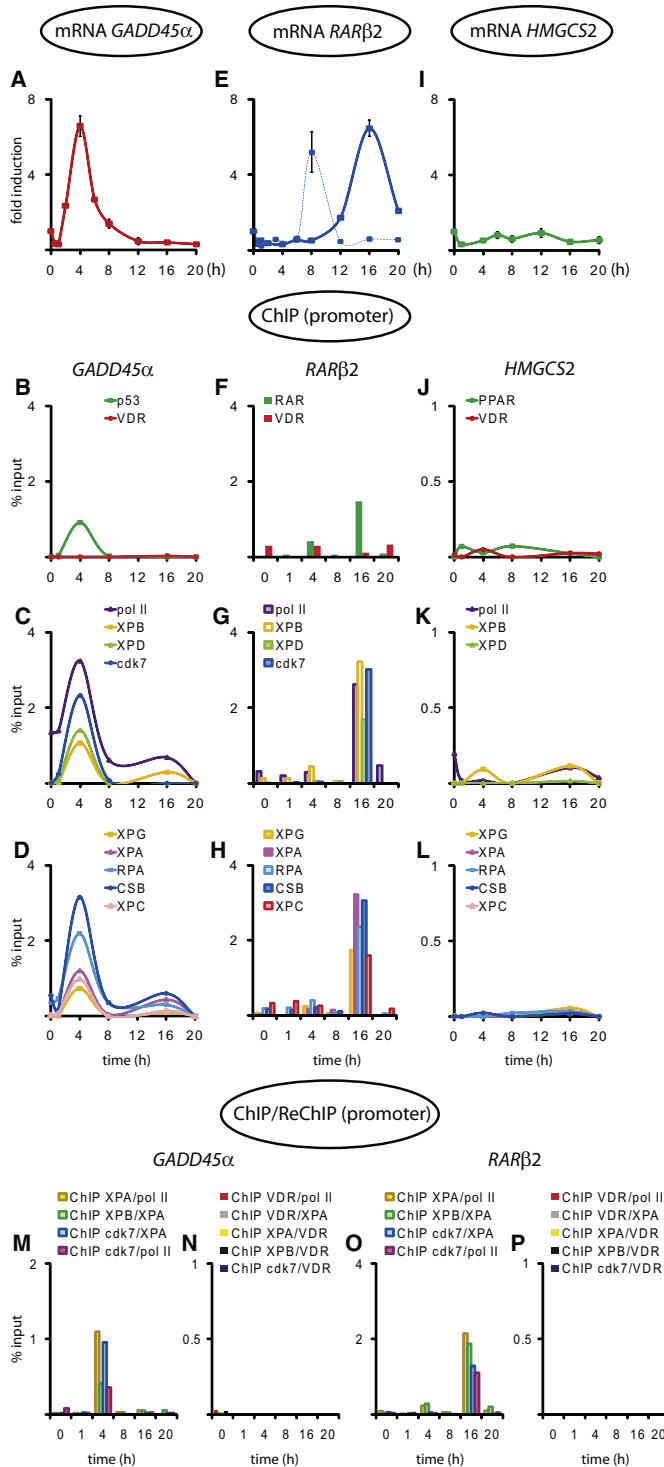 mRNA GADD45α
mRNA RARβ2
mRNA HMGCS2
A
E
I
fold induction
8
4
0
0 4 8 12 16 20 (h)
8
4
0
0 4 8 12 16 20 (h)
8
4
0
0 4 8 12 16 20 (h)
ChIP (promoter)
GADD45α
RARβ2
HMGCS2
B
p53
VDR
% input
4
2
0
0 4 8 12 16 20
F
RAR
VDR
4
2
0
0 1 4 8 16 20
J
PPAR
VDR
1
0.5
0
0 4 8 12 16 20
C
pol II
XPB
XPD
cdk7
% input
4
2
0
0 4 8 12 16 20
G
pol II
XPB
XPD
cdk7
4
2
0 1 4 8 16 20
K
pol II
XPB
XPD
1
0.5
0
0 4 8 12 16 20
D
XPG
XPA
RPA
CSB
XPC
% input
4
2
0
0 4 8 12 16 20
time (h)
H
XPG
XPA
RPA
CSB
XPC
4
2
0 1 4 8 16 20
time (h)
L
XPG
XPA
RPA
CSB
XPC
1
0.5
0
0 4 8 12 16 20
time (h)
ChIP/ReChIP (promoter)
GADD45α
RARβ2
M
ChIP XPA/pol II
ChIP XPB/XPA
ChIP cdk7/XPA
ChIP cdk7/pol II
% input
2
1
0
0 1 4 8 16 20
time (h)
N
ChIP VDR/pol II
ChIP VDR/XPA
ChIP XPA/VDR
ChIP XPB/VDR
ChIP cdk7/VDR
1
0.5
0
0 1 4 8 16 20
time (h)
O
ChIP XPA/pol II
ChIP XPB/XPA
ChIP cdk7/XPA
ChIP cdk7/pol II
4
2
0
0 1 4 8 16 20
time (h)
P
ChIP VDR/pol II
ChIP VDR/XPA
ChIP XPA/VDR
ChIP XPB/VDR
ChIP cdk7/VDR
1
0.5
0
0 1 4 8 16 20
time (h)